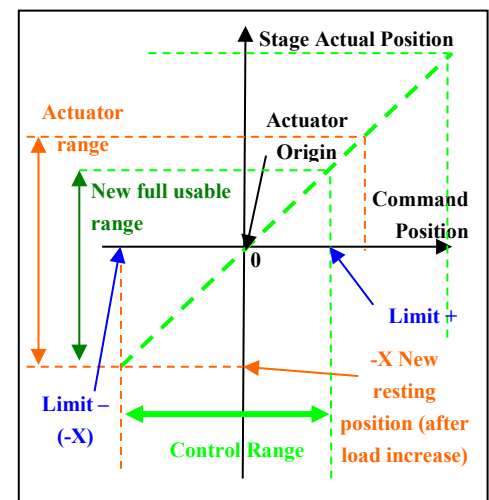 Stage Actual Position
Actuator
range
Actuator
Origin
New full usable
range
Command
Position
0
Limit +
Limit –
(-X)
-X New
resting
position (after
load increase)
Control Range